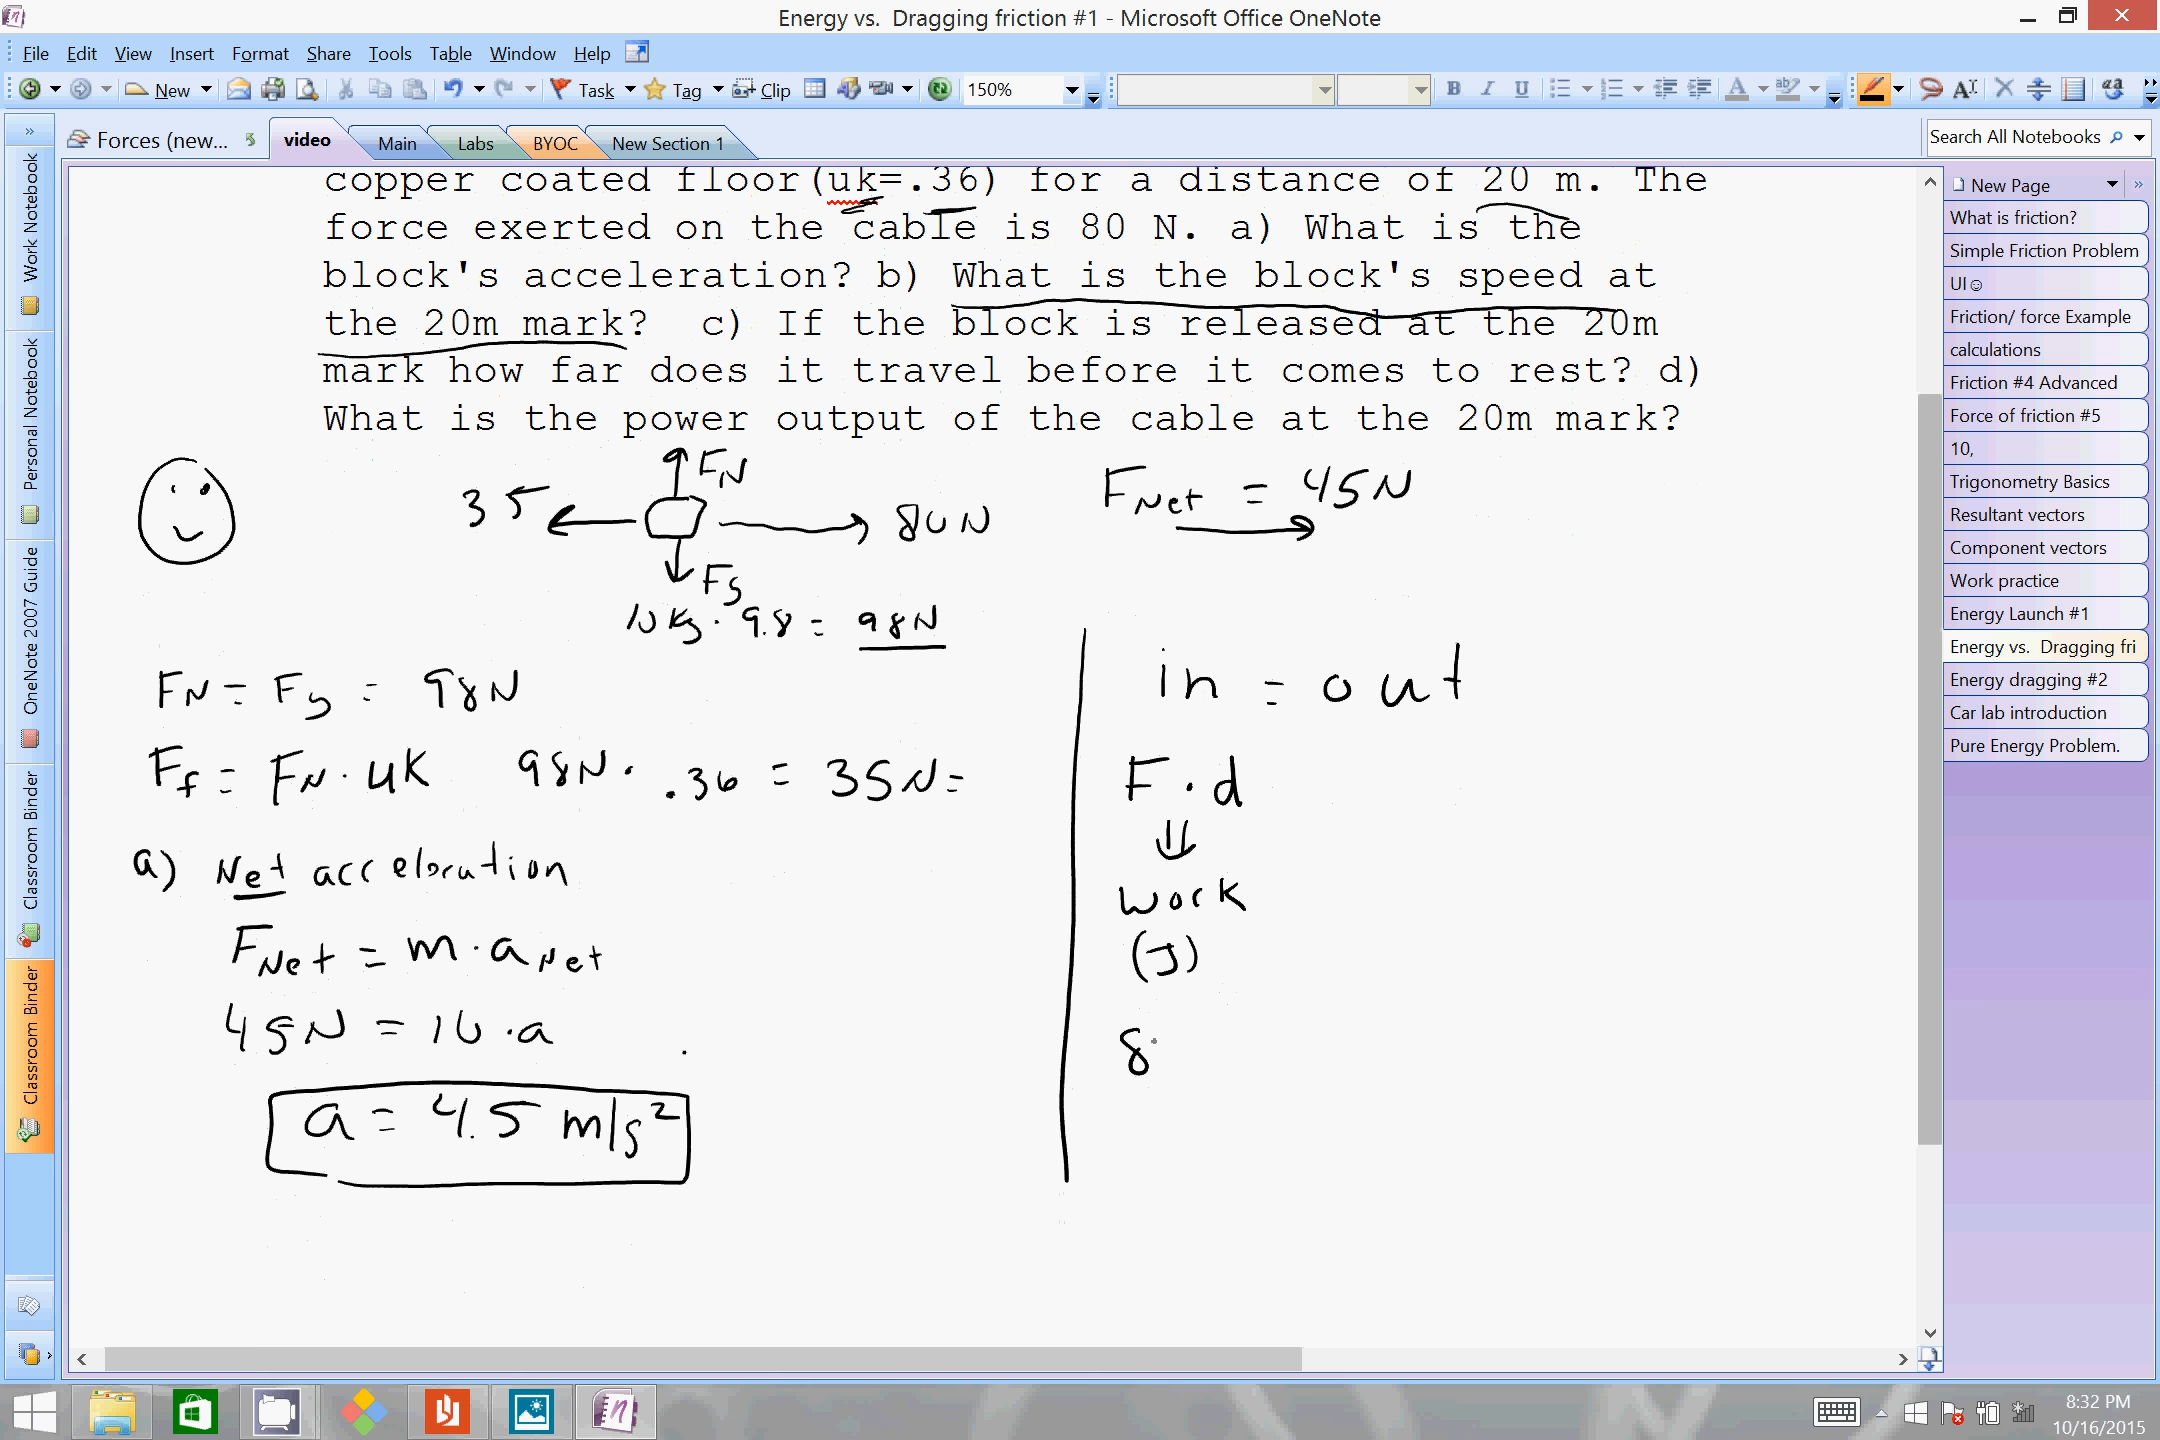 Energy vs. Dragging friction #1 - Microsoft Office OneNote
File Edit View Insert Format Share Tools Table Window Help
New Task Tag Clip 150% B I U
Forces (new... video Main Labs BYOC New Section 1 Search All Notebooks
»
Work Notebook
Personal Notebook
OneNote 2007 Guide
Classroom Binder
Classroom Binder
copper coated floor(uk=.36) for a distance of 20 m. The
force exerted on the cable is 80 N. a) What is the
block's acceleration? b) What is the block's speed at
the 20m mark? c) If the block is released at the 20m
mark how far does it travel before it comes to rest? d)
What is the power output of the cable at the 20m mark?
FN
35
80N
FNet = 45N
Fg
10 kg · 9.8 = 98N
FN = Fg = 98N
Ff = FN · uK 98N · .36 = 35N =
a) Net acceloration
FNet = m · aNet
45N = 10 · a
a = 4.5 m/s²
in = out
F · d
work
(J)
8
New Page
What is friction?
Simple Friction Problem
UI☺
Friction/ force Example
calculations
Friction #4 Advanced
Force of friction #5
10,
Trigonometry Basics
Resultant vectors
Component vectors
Work practice
Energy Launch #1
Energy vs. Dragging fri
Energy dragging #2
Car lab introduction
Pure Energy Problem.
8:32 PM
10/16/2015